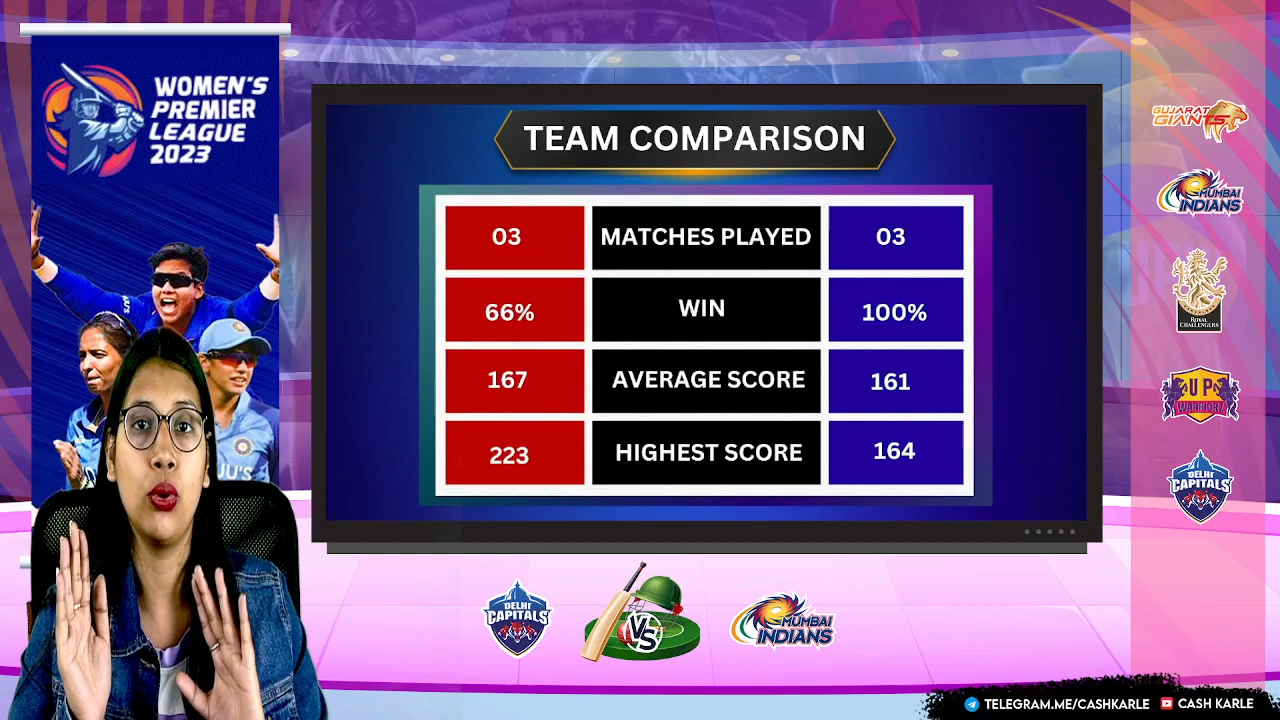 WOMEN'S
PREMIER
LEAGUE
2023
TEAM COMPARISON
03 MATCHES PLAYED 03
66% WIN 100%
167 AVERAGE SCORE 161
223 HIGHEST SCORE 164
GUJARAT
GIANTS
MUMBAI
INDIANS
ROYAL
CHALLENGERS
UP
WARRIORZ
DELHI
CAPITALS
DELHI
CAPITALS
VS
MUMBAI
INDIANS
TELEGRAM.ME/CASHKARLE CASH KARLE